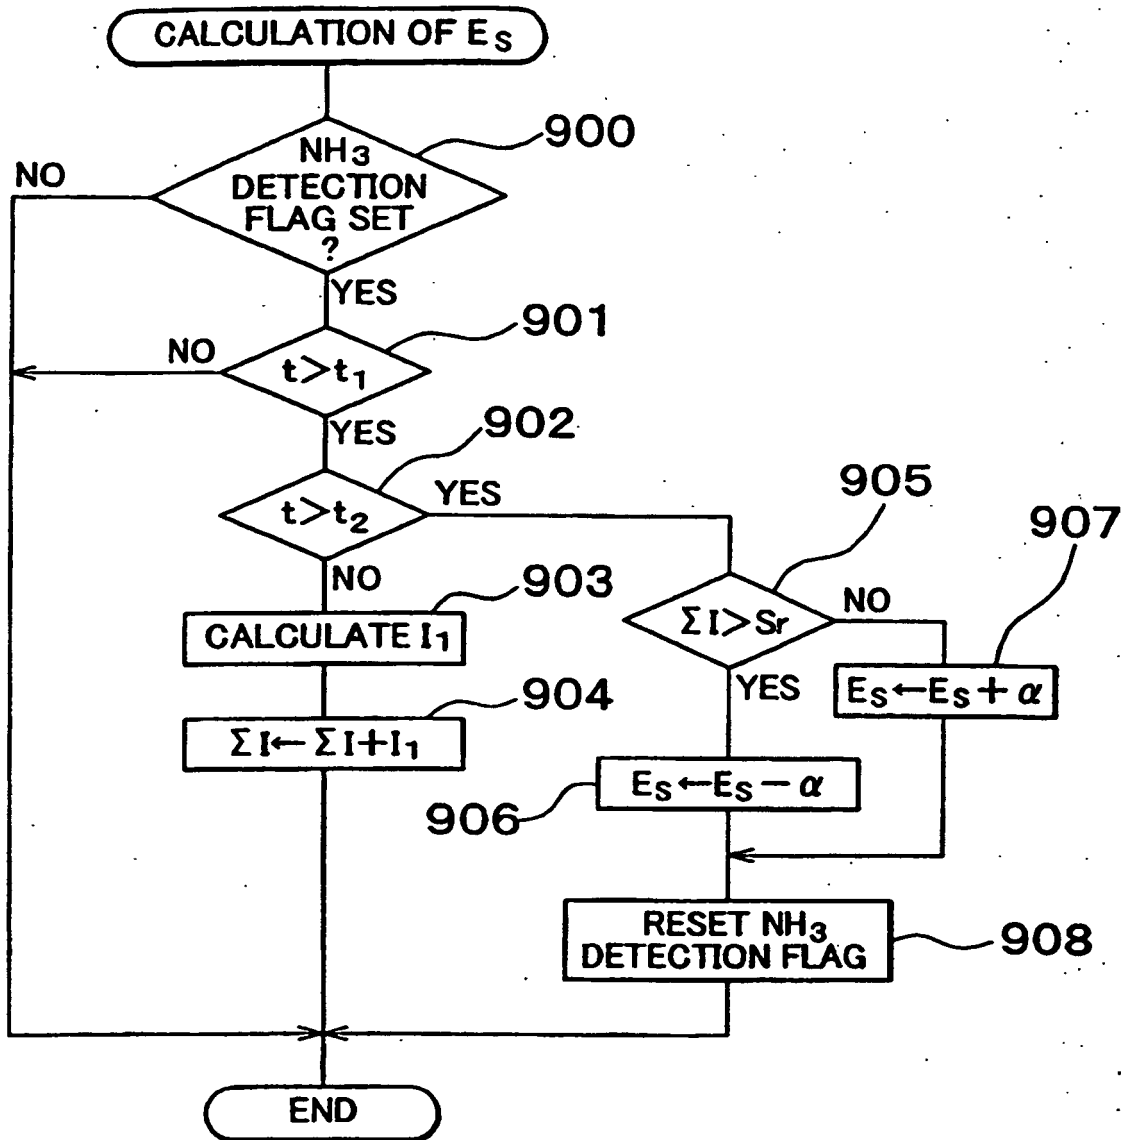 CALCULATION OF Es
900
NH3
DETECTION
FLAG SET
?
NO
YES
901
t>t1
NO
YES
902
t>t2
YES
NO
903
CALCULATE I1
904
ΣI←ΣI+I1
905
ΣI>Sr
NO
YES
907
Es←Es+α
Es←Es−α
906
RESET NH3
DETECTION FLAG
908
END